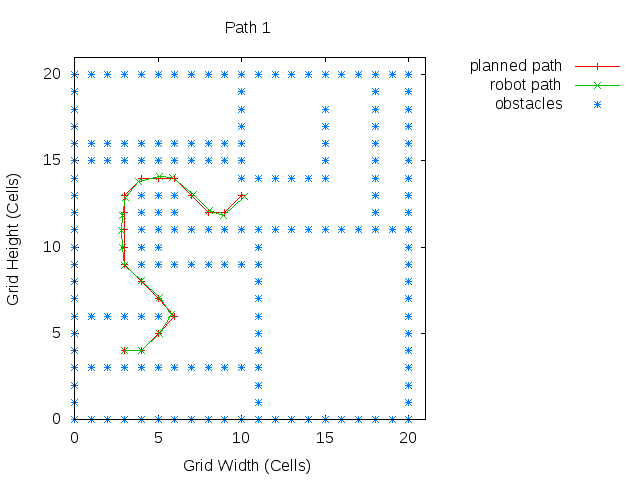 Path 1
planned path
robot path
obstacles
20
15
10
5
0
0 5 10 15 20
Grid Height (Cells)
Grid Width (Cells)